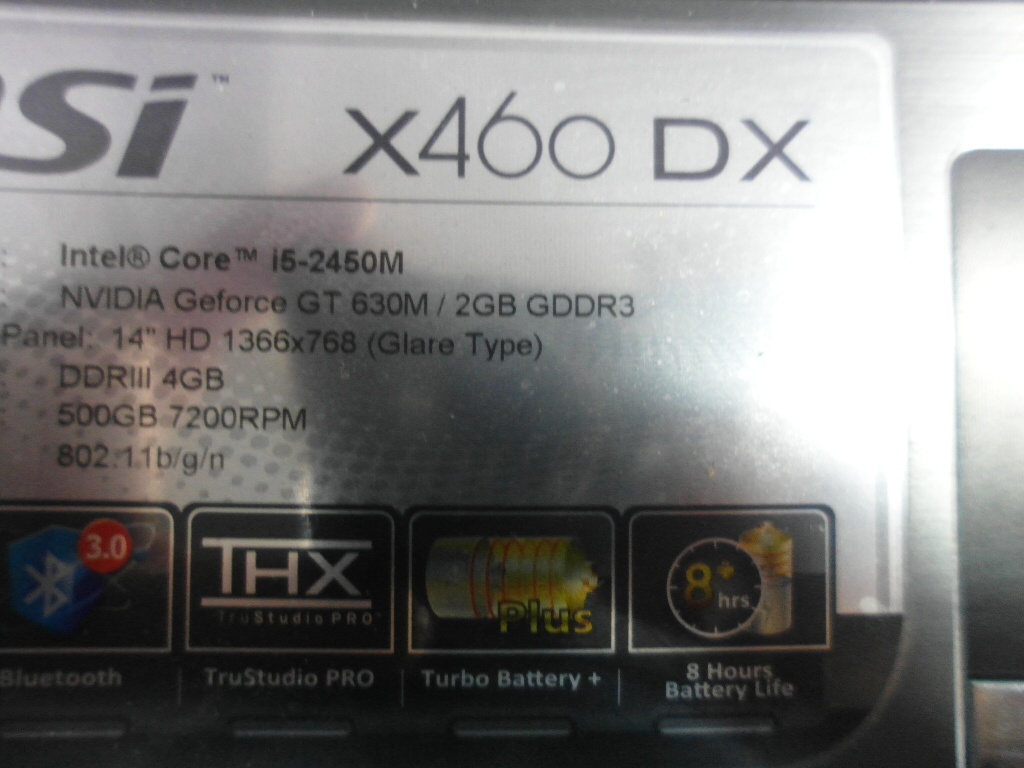 msi™ X460 DX
: Intel® Core™ i5-2450M
: NVIDIA Geforce GT 630M / 2GB GDDR3
Panel: 14" HD 1366x768 (Glare Type)
DDRIII 4GB
500GB 7200RPM
802.11b/g/n
3.0
THX
TruStudio PRO
Plus
8+
hrs
Bluetooth
TruStudio PRO
Turbo Battery +
8 Hours
Battery Life